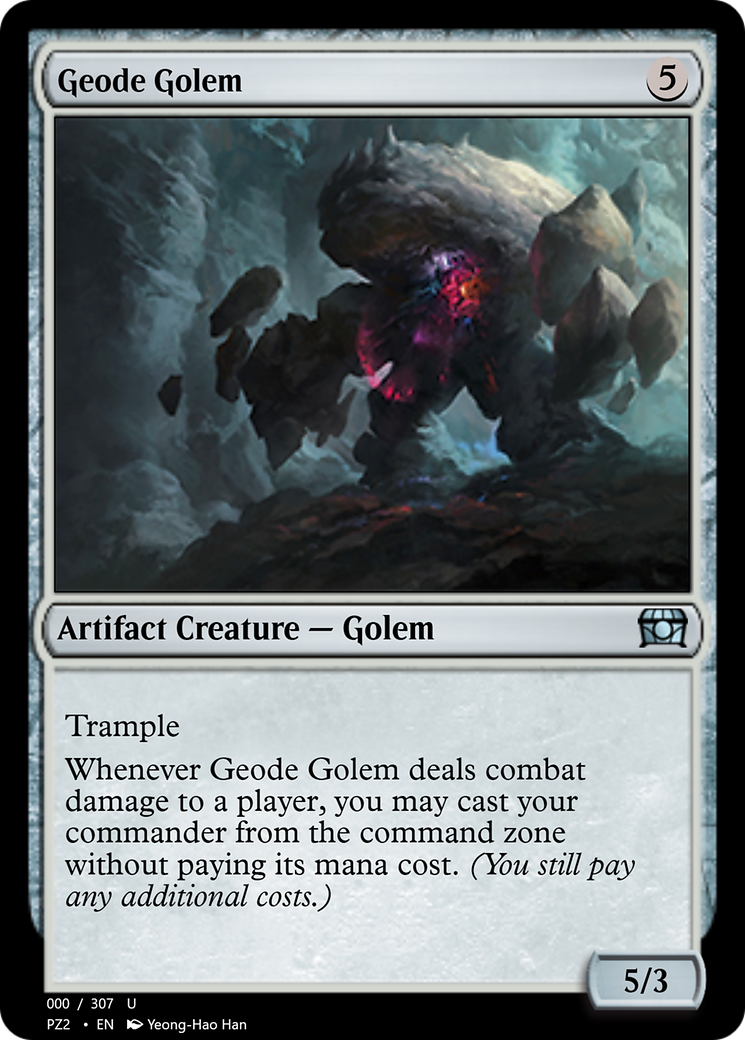 Geode Golem 5
Artifact Creature — Golem
Trample
Whenever Geode Golem deals combat
damage to a player, you may cast your
commander from the command zone
without paying its mana cost. (You still pay
any additional costs.)
5/3
000 / 307 U
PZ2 • EN Yeong-Hao Han